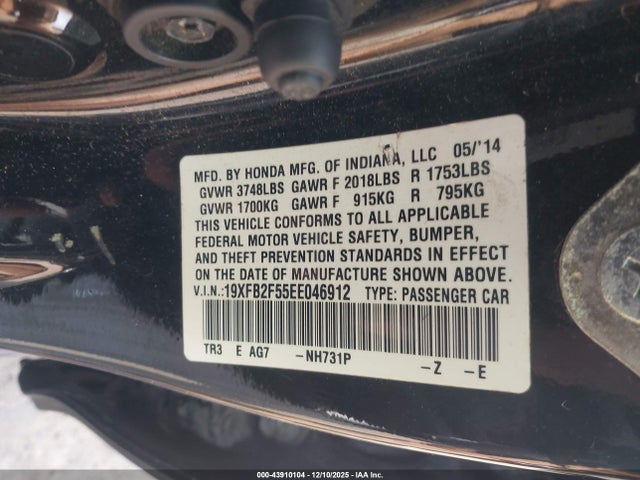 MFD. BY HONDA MFG. OF INDIANA, LLC 05/'14
GVWR 3748LBS GAWR F 2018LBS R 1753LBS
GVWR 1700KG GAWR F 915KG R 795KG
THIS VEHICLE CONFORMS TO ALL APPLICABLE
FEDERAL MOTOR VEHICLE SAFETY, BUMPER,
AND THEFT PREVENTION STANDARDS IN EFFECT
ON THE DATE OF MANUFACTURE SHOWN ABOVE.
V.I.N.:19XFB2F55EE046912 TYPE: PASSENGER CAR
TR3 E AG7 -NH731P -Z -E
000-43910104 - 12/10/2025 - IAA Inc.